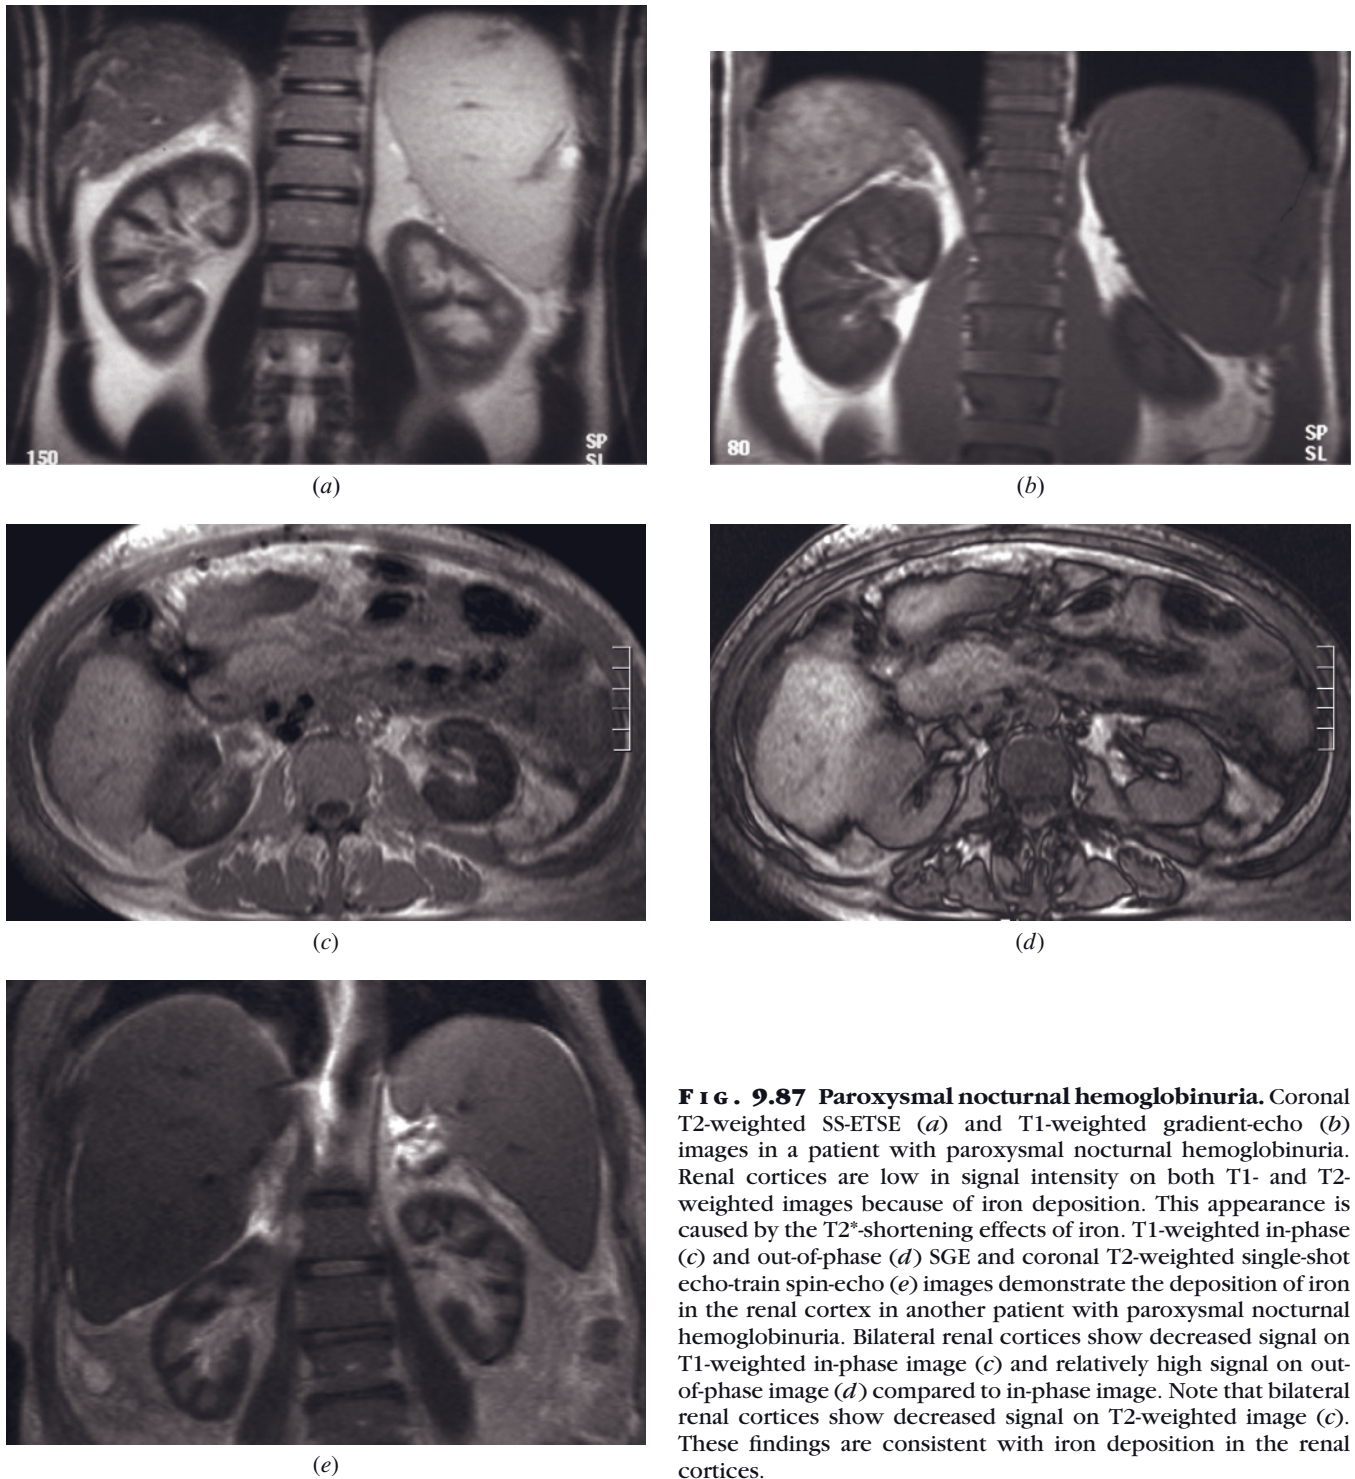 SP
SL
150
80
SP
SL
(a)
(b)
(c)
(d)
(e)
FIG. 9.87 Paroxysmal nocturnal hemoglobinuria. Coronal
T2-weighted SS-ETSE (a) and T1-weighted gradient-echo (b)
images in a patient with paroxysmal nocturnal hemoglobinuria.
Renal cortices are low in signal intensity on both T1- and T2-
weighted images because of iron deposition. This appearance is
caused by the T2*-shortening effects of iron. T1-weighted in-phase
(c) and out-of-phase (d) SGE and coronal T2-weighted single-shot
echo-train spin-echo (e) images demonstrate the deposition of iron
in the renal cortex in another patient with paroxysmal nocturnal
hemoglobinuria. Bilateral renal cortices show decreased signal on
T1-weighted in-phase image (c) and relatively high signal on out-
of-phase image (d) compared to in-phase image. Note that bilateral
renal cortices show decreased signal on T2-weighted image (c).
These findings are consistent with iron deposition in the renal
cortices.